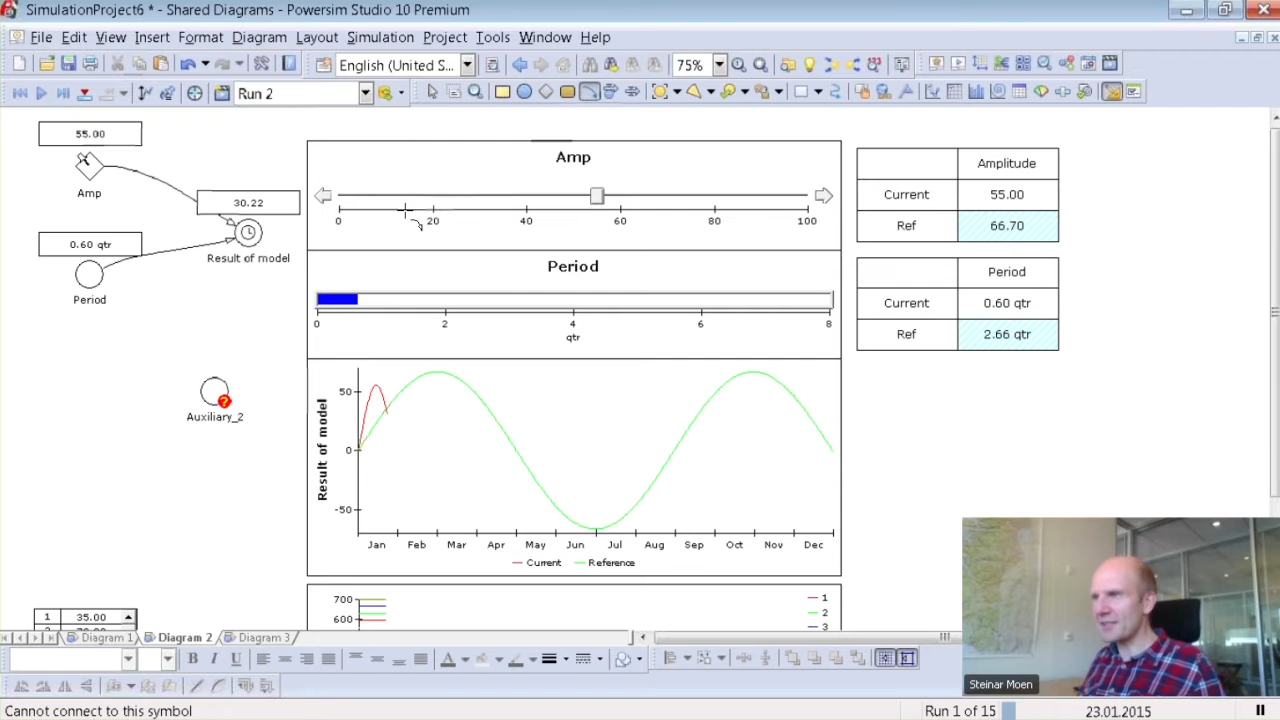 SimulationProject6 * - Shared Diagrams - Powersim Studio 10 Premium
File Edit View Insert Format Diagram Layout Simulation Project Tools Window Help
English (United S... 75%
Run 2
55.00
Amp
30.22
Result of model
0.60 qtr
Period
Auxiliary_2
?
Amp
0 20 40 60 80 100
Period
0 2 4 6 8
qtr
Result of model
50
0
-50
Jan Feb Mar Apr May Jun Jul Aug Sep Oct Nov Dec
Current Reference
700
600
1
2
3
Amplitude
Current 55.00
Ref 66.70
Period
Current 0.60 qtr
Ref 2.66 qtr
1 35.00
Diagram 1 Diagram 2 Diagram 3
B I U
A
Steinar Moen
Cannot connect to this symbol
Run 1 of 15
23.01.2015